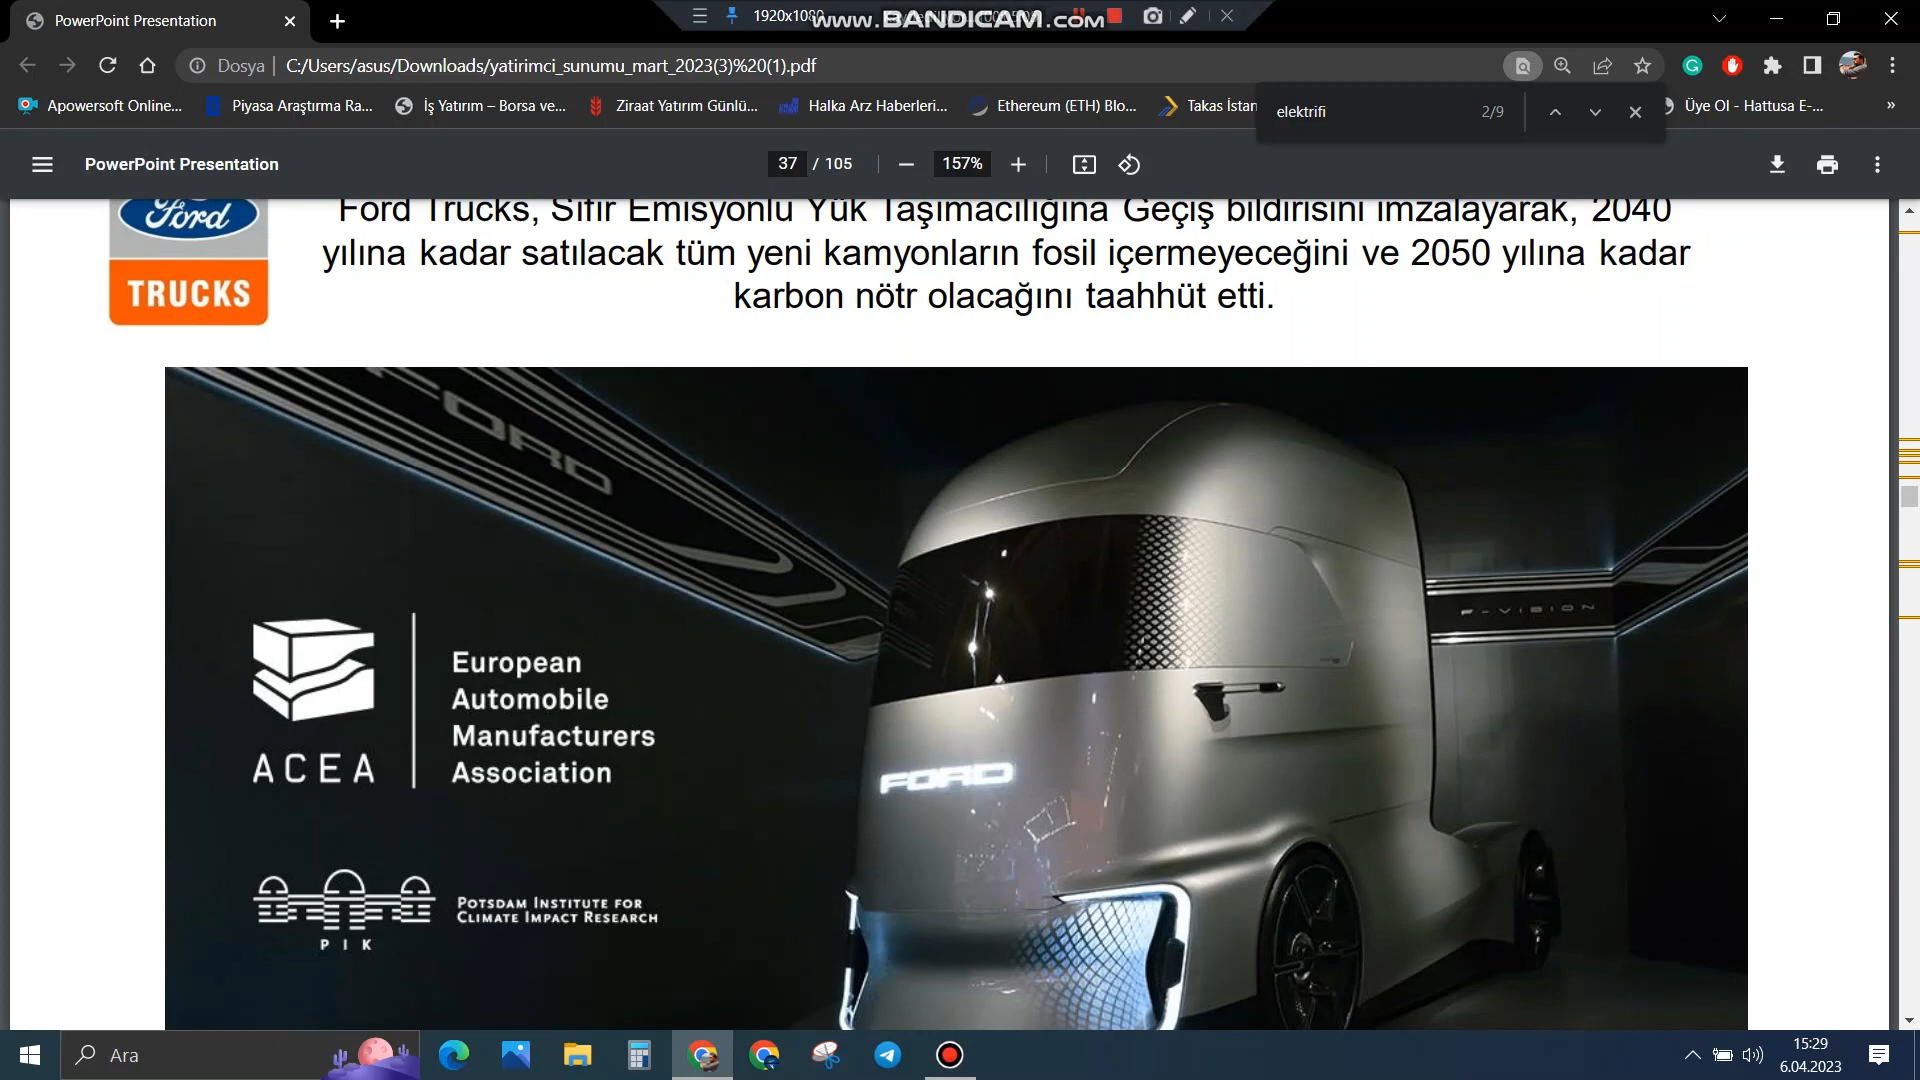 PowerPoint Presentation
1920x1080
www.BANDICAM.com
Dosya
C:/Users/asus/Downloads/yatirimci_sunumu_mart_2023(3)%20(1).pdf
Apowersoft Online...
Piyasa Araştırma Ra...
İş Yatırım – Borsa ve...
Ziraat Yatırım Günlü...
Halka Arz Haberleri...
Ethereum (ETH) Blo...
Takas İstan
Üye Ol - Hattusa E-...
»
elektrifi
2/9
PowerPoint Presentation
37 / 105
157%
Ford
TRUCKS
Ford Trucks, Sıfır Emisyonlu Yük Taşımacılığına Geçiş bildirisini imzalayarak, 2040
yılına kadar satılacak tüm yeni kamyonların fosil içermeyeceğini ve 2050 yılına kadar
karbon nötr olacağını taahhüt etti.
FORD
F-VISION
ACEA
European
Automobile
Manufacturers
Association
FORD
PIK
POTSDAM INSTITUTE FOR
CLIMATE IMPACT RESEARCH
Ara
15:29
6.04.2023